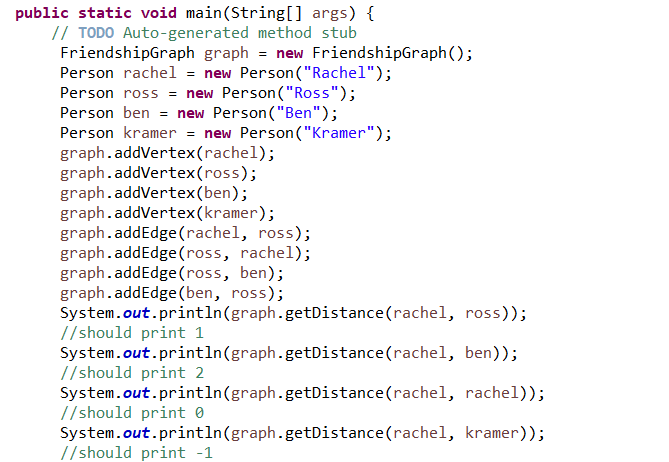 public static void main(String[] args) {
// TODO Auto-generated method stub
FriendshipGraph graph = new FriendshipGraph();
Person rachel = new Person("Rachel");
Person ross = new Person("Ross");
Person ben = new Person("Ben");
Person kramer = new Person("Kramer");
graph.addVertex(rachel);
graph.addVertex(ross);
graph.addVertex(ben);
graph.addVertex(kramer);
graph.addEdge(rachel, ross);
graph.addEdge(ross, rachel);
graph.addEdge(ross, ben);
graph.addEdge(ben, ross);
System.out.println(graph.getDistance(rachel, ross));
//should print 1
System.out.println(graph.getDistance(rachel, ben));
//should print 2
System.out.println(graph.getDistance(rachel, rachel));
//should print 0
System.out.println(graph.getDistance(rachel, kramer));
//should print -1